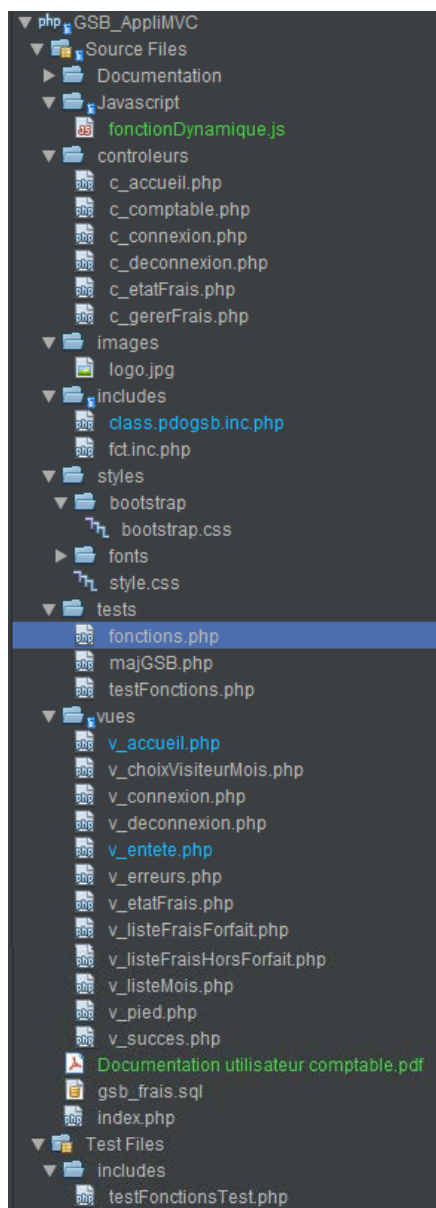 GSB_AppliMVC
Source Files
Documentation
Javascript
fonctionDynamique.js
controleurs
c_accueil.php
c_comptable.php
c_connexion.php
c_deconnexion.php
c_etatFrais.php
c_gererFrais.php
images
logo.jpg
includes
class.pdogsb.inc.php
fct.inc.php
styles
bootstrap
bootstrap.css
fonts
style.css
tests
fonctions.php
majGSB.php
testFonctions.php
vues
v_accueil.php
v_choixVisiteurMois.php
v_connexion.php
v_deconnexion.php
v_entete.php
v_erreurs.php
v_etatFrais.php
v_listeFraisForfait.php
v_listeFraisHorsForfait.php
v_listeMois.php
v_pied.php
v_succes.php
Documentation utilisateur comptable.pdf
gsb_frais.sql
index.php
Test Files
includes
testFonctionsTest.php